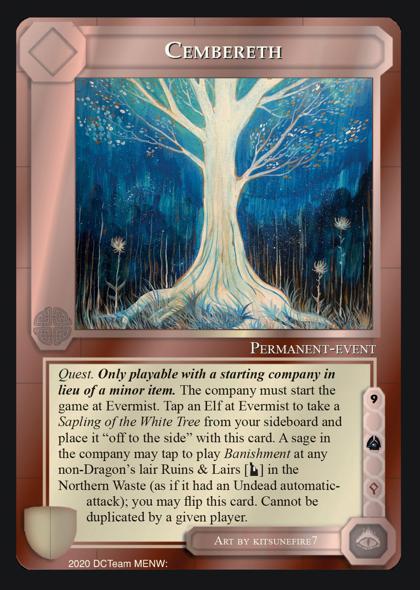 Cembereth
Permanent-event
Quest. Only playable with a starting company in
lieu of a minor item. The company must start the
game at Evermist. Tap an Elf at Evermist to take a
Sapling of the White Tree from your sideboard and
place it “off to the side” with this card. A sage in
the company may tap to play Banishment at any
non-Dragon’s lair Ruins & Lairs [] in the
Northern Waste (as if it had an Undead automatic-
attack); you may flip this card. Cannot be
duplicated by a given player.
9
Art by kitsunefire7
2020 DCTeam MENW: